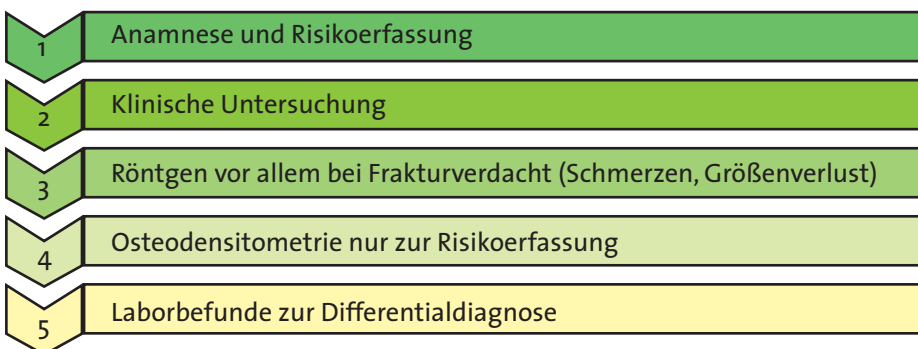 1 Anamnese und Risikoerfassung
2 Klinische Untersuchung
3 Röntgen vor allem bei Frakturverdacht (Schmerzen, Größenverlust)
4 Osteodensitometrie nur zur Risikoerfassung
5 Laborbefunde zur Differentialdiagnose